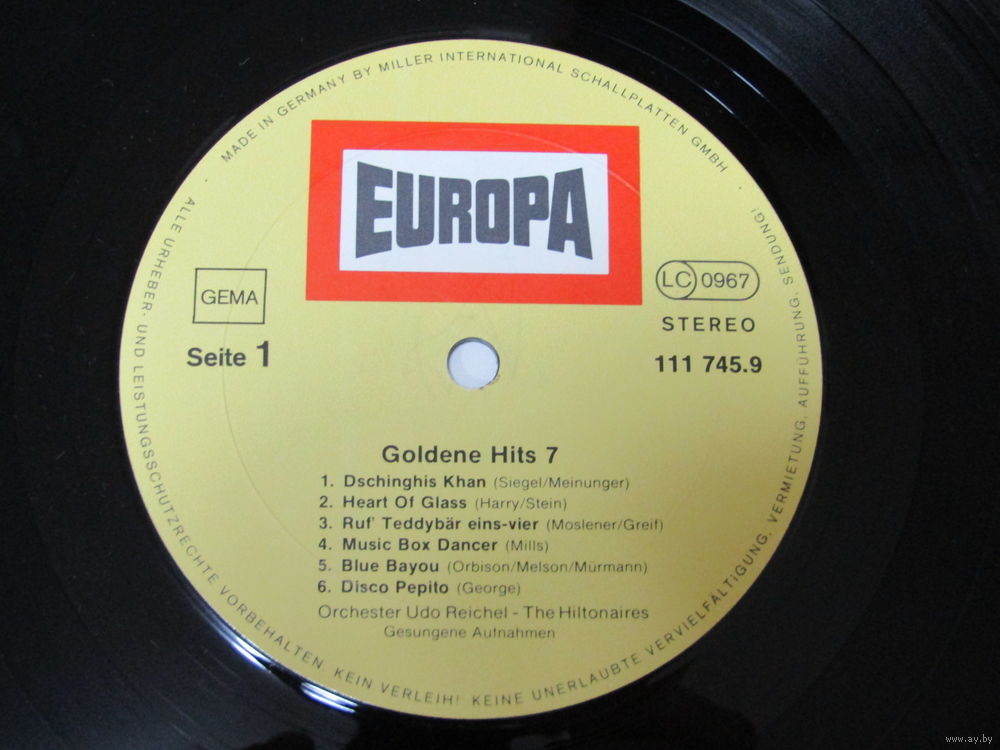 MADE IN GERMANY BY MILLER INTERNATIONAL SCHALLPLATTEN GMBH
EUROPA
GEMA
LC 0967
STEREO
Seite 1
111 745.9
Goldene Hits 7
1. Dschinghis Khan (Siegel/Meinunger)
2. Heart Of Glass (Harry/Stein)
3. Ruf' Teddybär eins-vier (Moslener/Greif)
4. Music Box Dancer (Mills)
5. Blue Bayou (Orbison/Melson/Mürmann)
6. Disco Pepito (George)
Orchester Udo Reichel - The Hiltonaires
Gesungene Aufnahmen
ALLE URHEBER- UND LEISTUNGSSCHUTZRECHTE VORBEHALTEN. KEIN VERLEIH! KEINE UNERLAUBTE VERVIELFÄLTIGUNG, VERMIETUNG, AUFFÜHRUNG, SENDUNG!
www.ay.by